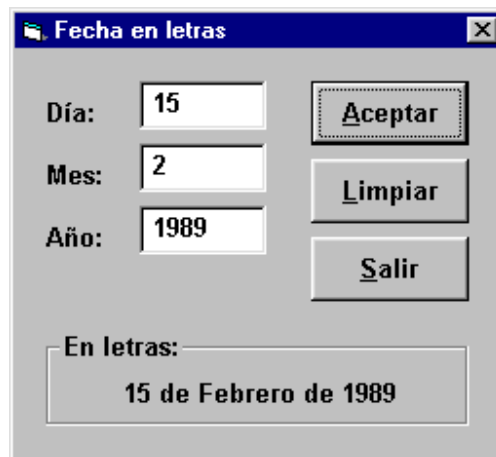 Fecha en letras
Día: 15
Aceptar
Mes: 2
Limpiar
Año: 1989
Salir
En letras:
15 de Febrero de 1989